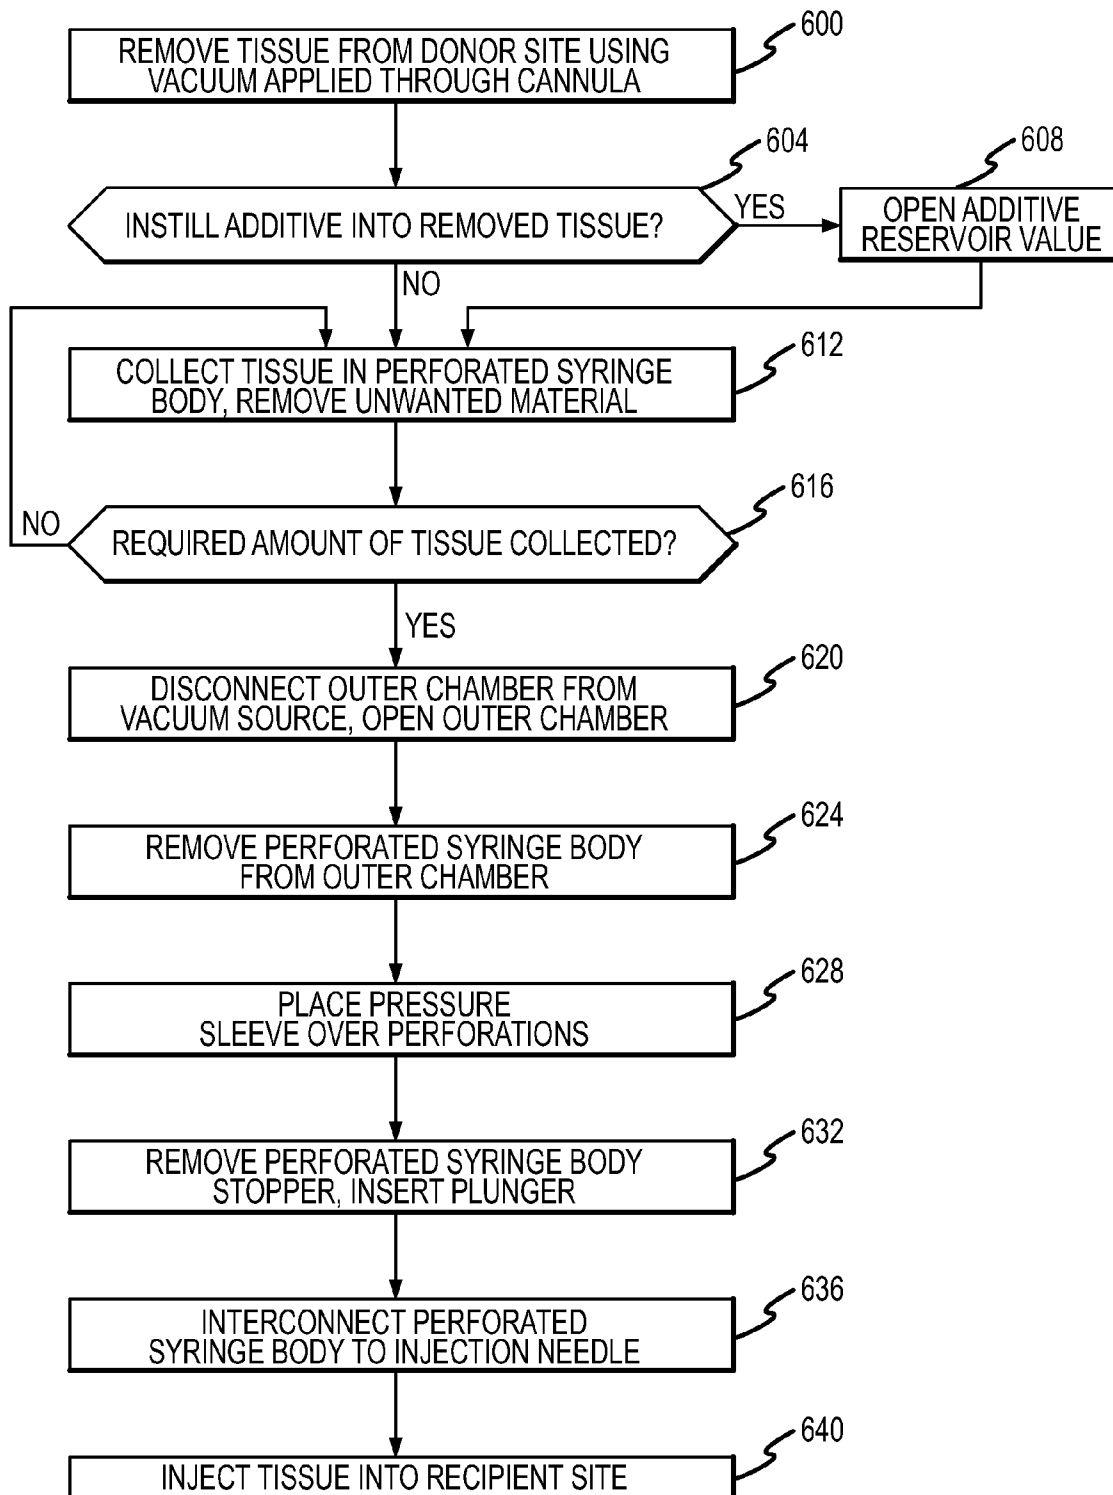 600
REMOVE TISSUE FROM DONOR SITE USING
VACUUM APPLIED THROUGH CANNULA
604
INSTILL ADDITIVE INTO REMOVED TISSUE?
YES
608
OPEN ADDITIVE
RESERVOIR VALUE
NO
612
COLLECT TISSUE IN PERFORATED SYRINGE
BODY, REMOVE UNWANTED MATERIAL
616
NO
REQUIRED AMOUNT OF TISSUE COLLECTED?
YES
620
DISCONNECT OUTER CHAMBER FROM
VACUUM SOURCE, OPEN OUTER CHAMBER
624
REMOVE PERFORATED SYRINGE BODY
FROM OUTER CHAMBER
628
PLACE PRESSURE
SLEEVE OVER PERFORATIONS
632
REMOVE PERFORATED SYRINGE BODY
STOPPER, INSERT PLUNGER
636
INTERCONNECT PERFORATED
SYRINGE BODY TO INJECTION NEEDLE
640
INJECT TISSUE INTO RECIPIENT SITE